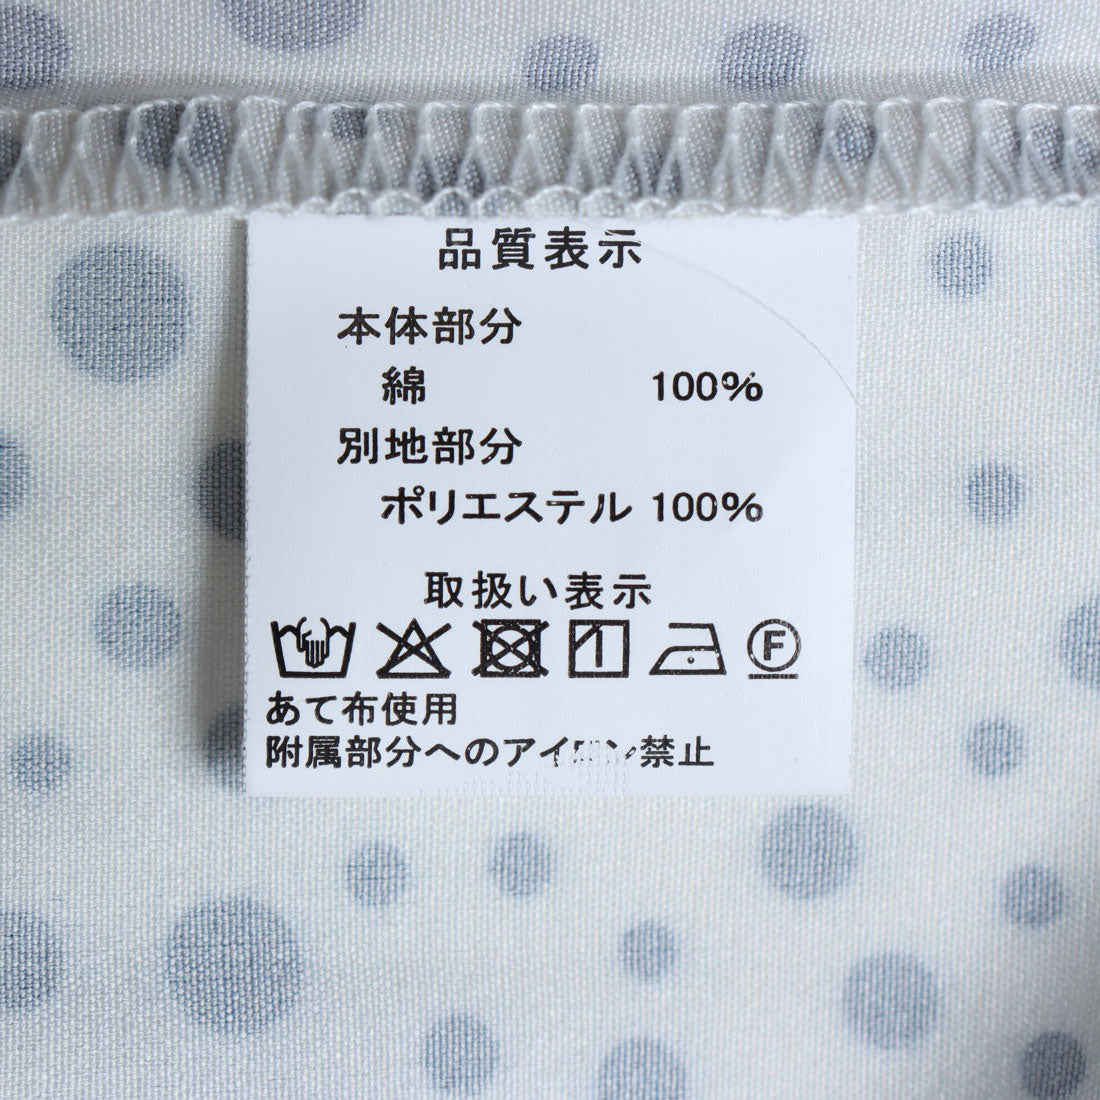 品質表示
本体部分
綿 100%
別地部分
ポリエステル 100%
取扱い表示
F
あて布使用
附属部分へのアイロン禁止